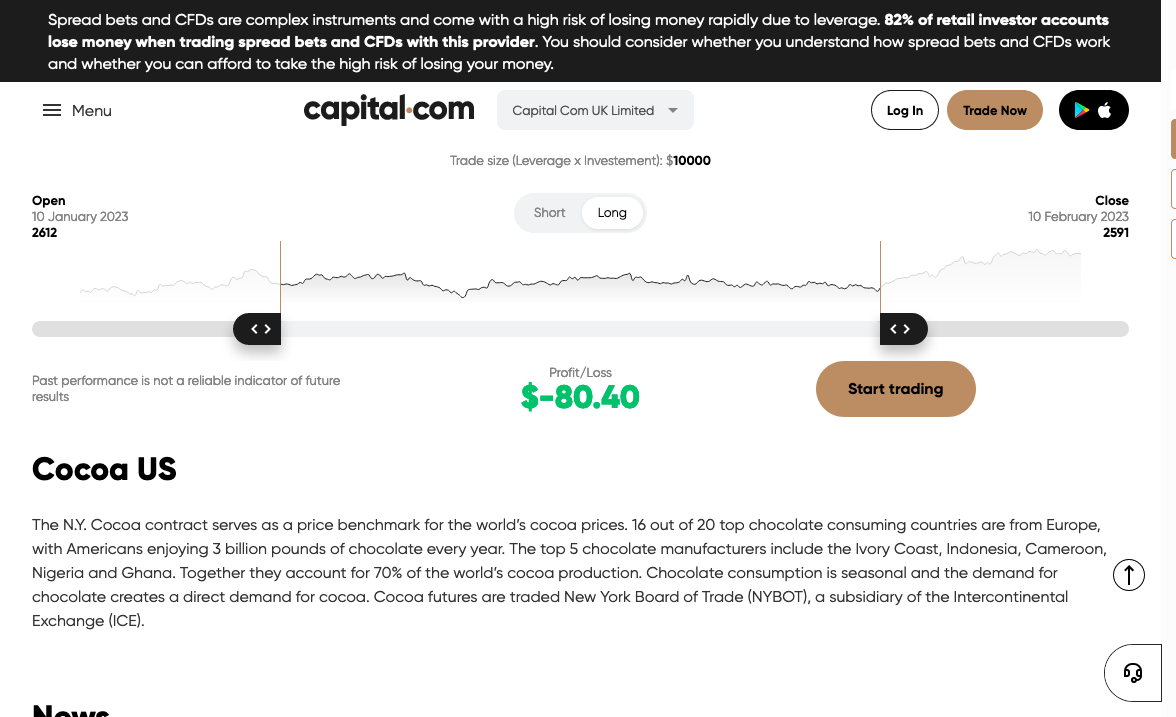 Spread bets and CFDs are complex instruments and come with a high risk of losing money rapidly due to leverage. 82% of retail investor accounts
lose money when trading spread bets and CFDs with this provider. You should consider whether you understand how spread bets and CFDs work
and whether you can afford to take the high risk of losing your money.
Menu
capital.com
Capital Com UK Limited
Log In
Trade Now
Trade size (Leverage x Investement): $10000
Open
10 January 2023
2612
Short
Long
Close
10 February 2023
2591
Past performance is not a reliable indicator of future
results
Profit/Loss
$-80.40
Start trading
Cocoa US
The N.Y. Cocoa contract serves as a price benchmark for the world's cocoa prices. 16 out of 20 top chocolate consuming countries are from Europe,
with Americans enjoying 3 billion pounds of chocolate every year. The top 5 chocolate manufacturers include the Ivory Coast, Indonesia, Cameroon,
Nigeria and Ghana. Together they account for 70% of the world's cocoa production. Chocolate consumption is seasonal and the demand for
chocolate creates a direct demand for cocoa. Cocoa futures are traded New York Board of Trade (NYBOT), a subsidiary of the Intercontinental
Exchange (ICE).
News